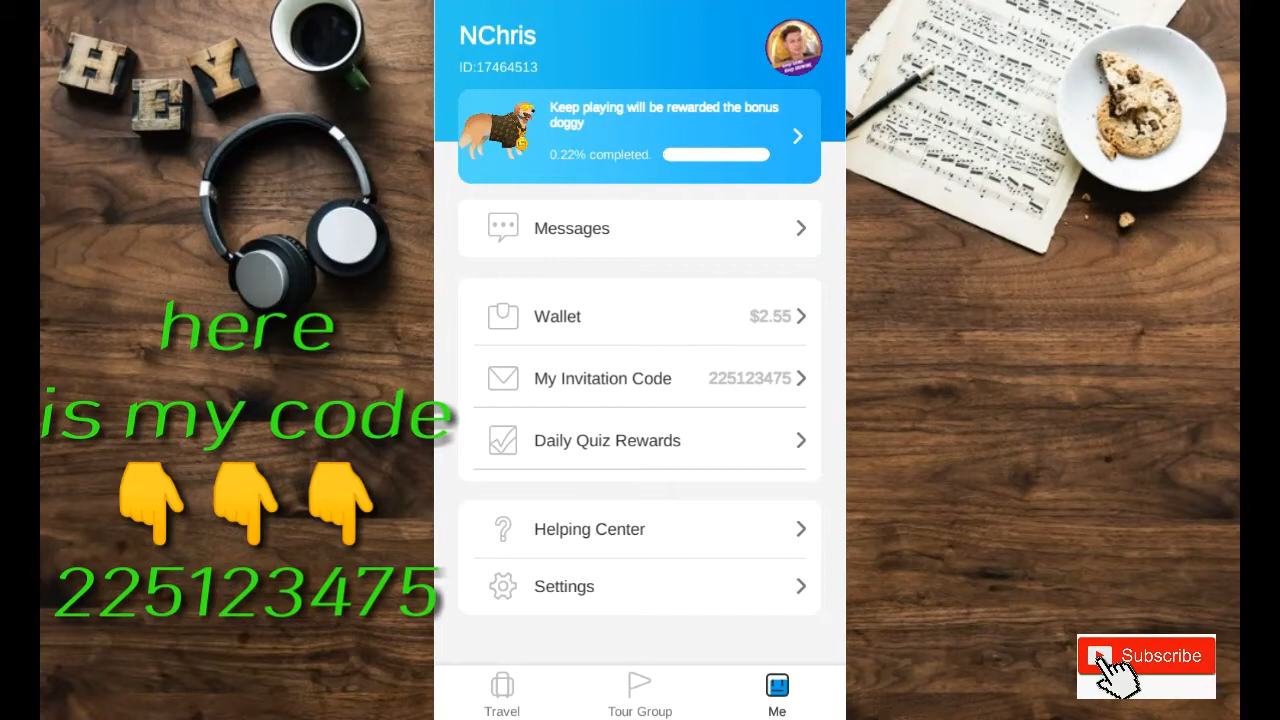 HEY
here
is my code
👇👇👇
225123475
NChris
ID:17464513
Keep playing will be rewarded the bonus
doggy
0.22% completed.
Messages
Wallet $2.55
My Invitation Code 225123475
Daily Quiz Rewards
Helping Center
Settings
Travel Tour Group Me
Subscribe